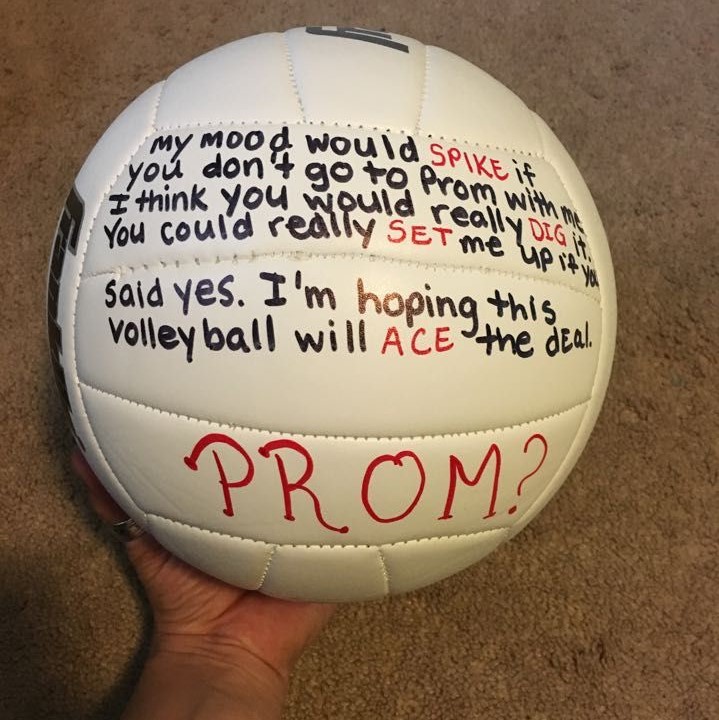 my mood would SPIKE if
you don't go to Prom with me
I think you would really DIG it.
You could really SET me up if you
said yes. I'm hoping this
volleyball will ACE the deal.
PROM?